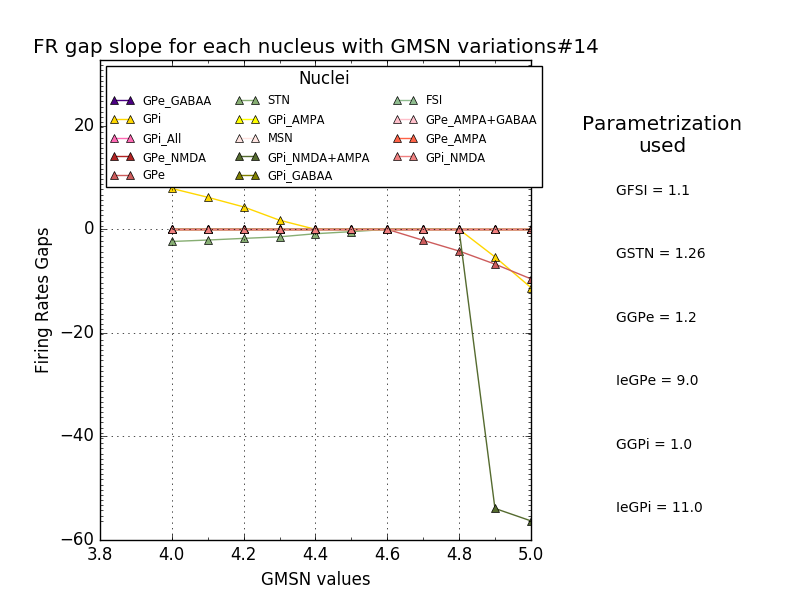 FR gap slope for each nucleus with GMSN variations#14
Nuclei
GPe_GABAA
GPi
GPi_All
GPe_NMDA
GPe
STN
GPi_AMPA
MSN
GPi_NMDA+AMPA
GPi_GABAA
FSI
GPe_AMPA+GABAA
GPe_AMPA
GPi_NMDA
Firing Rates Gaps
20
0
−20
−40
−60
3.8 4.0 4.2 4.4 4.6 4.8 5.0
GMSN values
Parametrization
used
GFSI = 1.1
GSTN = 1.26
GGPe = 1.2
IeGPe = 9.0
GGPi = 1.0
IeGPi = 11.0